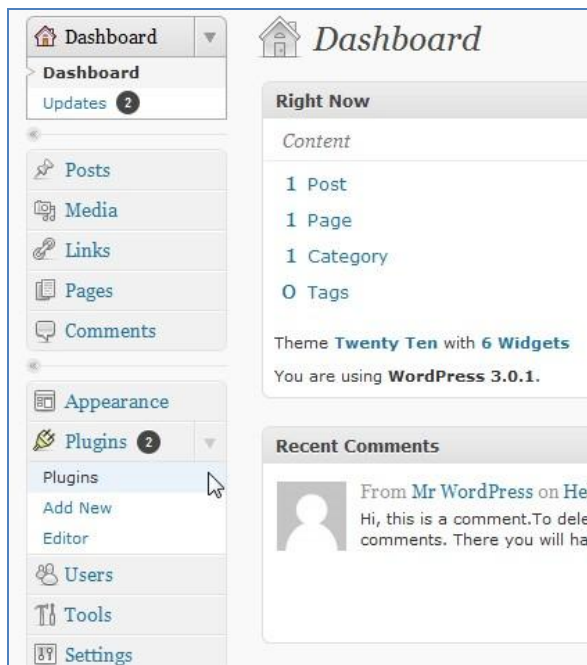 Dashboard
Dashboard
Updates 2
Posts
Media
Links
Pages
Comments
Appearance
Plugins 2
Plugins
Add New
Editor
Users
Tools
Settings
Dashboard
Right Now
Content
1 Post
1 Page
1 Category
0 Tags
Theme Twenty Ten with 6 Widgets
You are using WordPress 3.0.1.
Recent Comments
From Mr WordPress on He
Hi, this is a comment.To dele
comments. There you will ha